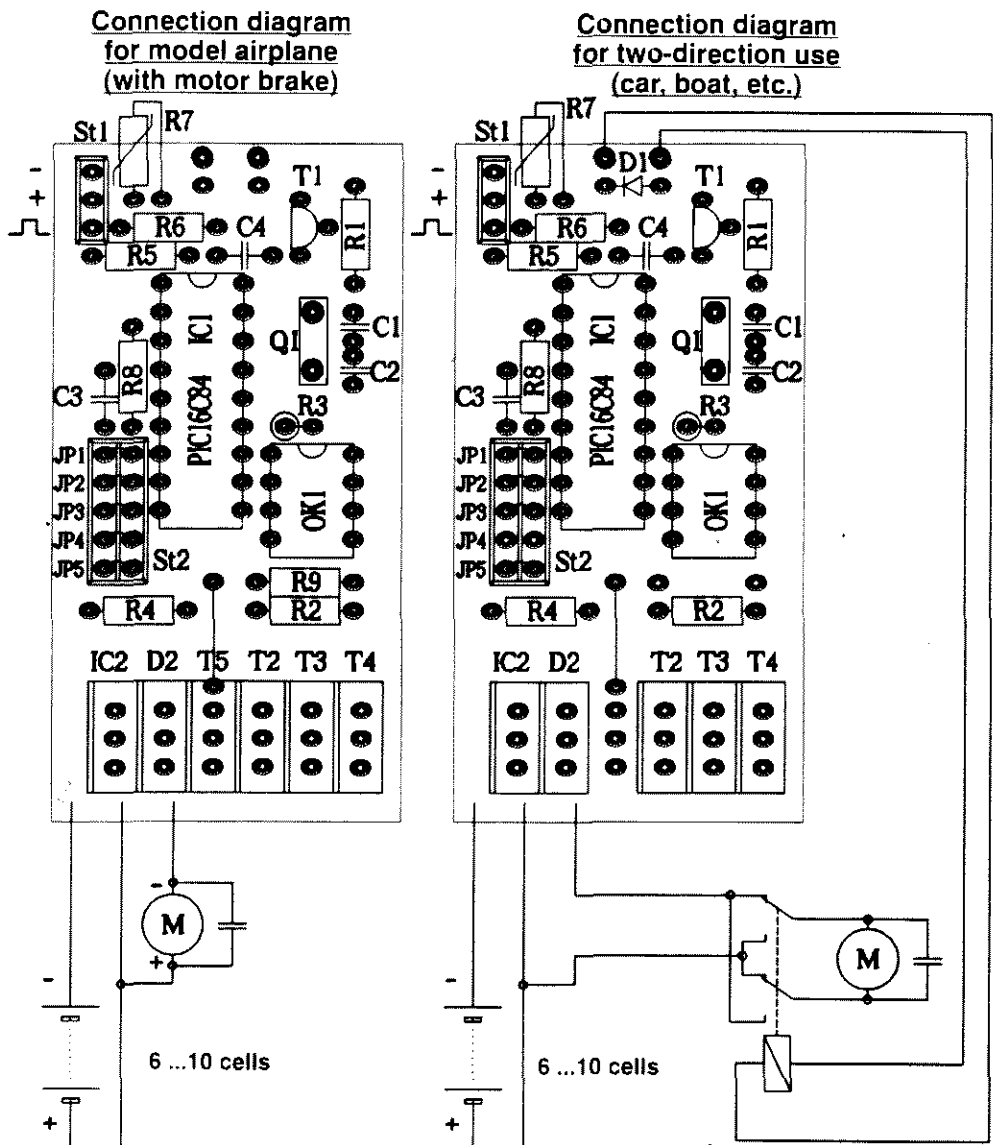 Connection diagram
for model airplane
(with motor brake)
St1
R7
-
+
T1
R6
C4
R1
R5
IC1
Q1
C1
C2
C3
R8
PIC16C84
R3
JP1
JP2
JP3
JP4
JP5
OK1
St2
R9
R4
R2
IC2 D2 T5 T2 T3 T4
-
M
+
-
6 ...10 cells
+
Connection diagram
for two-direction use
(car, boat, etc.)
St1
R7
-
+
D1
T1
R6
C4
R1
R5
IC1
Q1
C1
C2
C3
R8
PIC16C84
R3
JP1
JP2
JP3
JP4
JP5
OK1
St2
R4
R2
IC2 D2 T2 T3 T4
M
-
6 ...10 cells
+